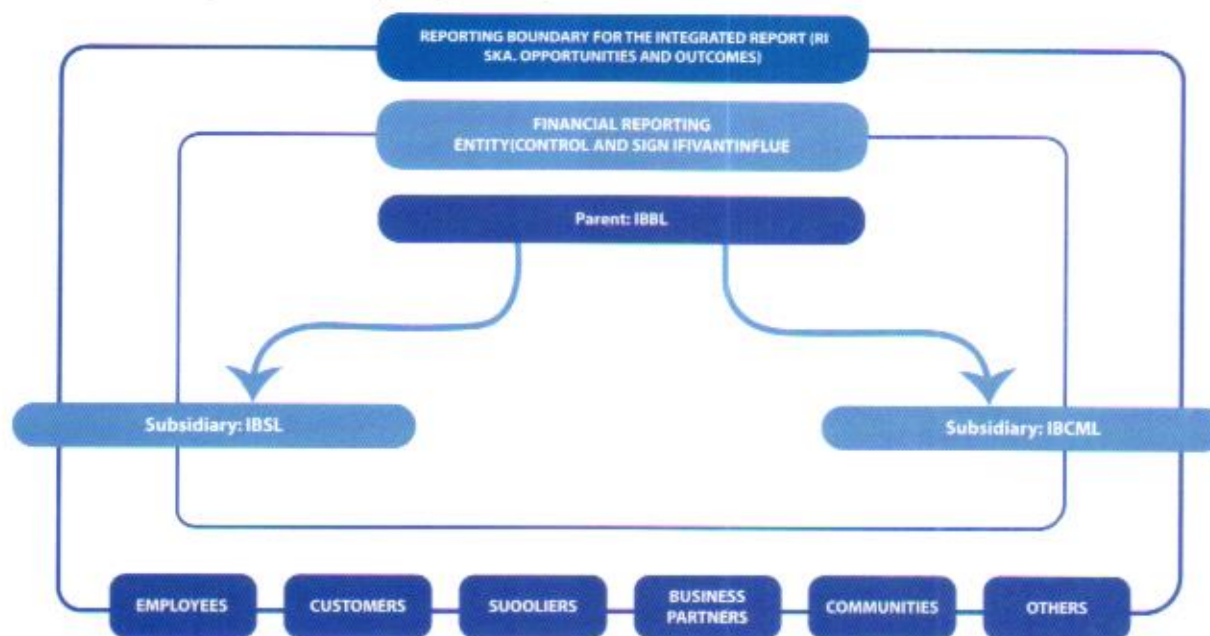 REPORTING BOUNDARY FOR THE INTEGRATED REPORT (RI
SKA. OPPORTUNITIES AND OUTCOMES)
FINANCIAL REPORTING
ENTITY(CONTROL AND SIGN IFIVANTINFLUE
Parent: IBBL
Subsidiary: IBSL
Subsidiary: IBCML
EMPLOYEES
CUSTOMERS
SUOOLIERS
BUSINESS
PARTNERS
COMMUNITIES
OTHERS